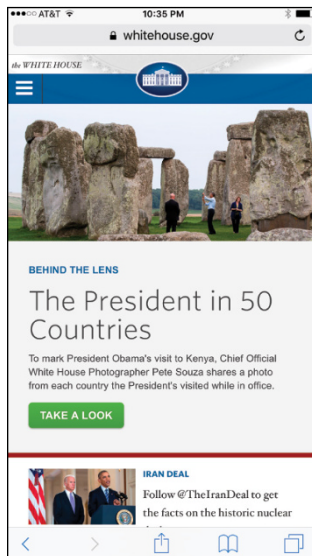 AT&T 10:35 PM
whitehouse.gov
the WHITE HOUSE
BEHIND THE LENS
The President in 50
Countries
To mark President Obama's visit to Kenya, Chief Official
White House Photographer Pete Souza shares a photo
from each country the President's visited while in office.
TAKE A LOOK
IRAN DEAL
Follow @TheIranDeal to get
the facts on the historic nuclear